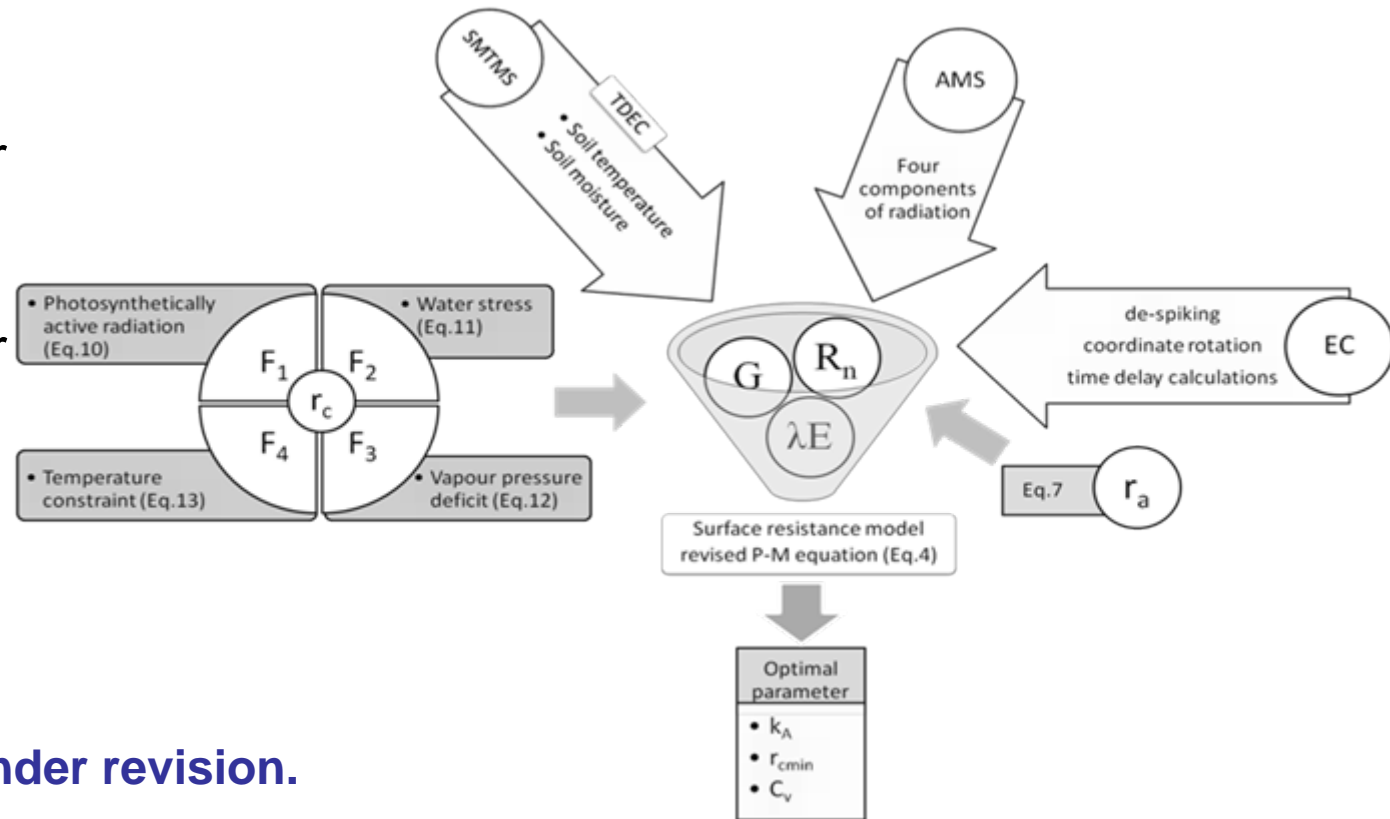 SMTMS
TDEC
• Soil temperature
• Soil moisture
AMS
Four
components
of radiation
r
r
• Photosynthetically
active radiation
(Eq.10)
• Water stress
(Eq.11)
F1
F2
rc
F4
F3
• Temperature
constraint (Eq.13)
• Vapour pressure
deficit (Eq.12)
G
Rn
λE
de-spiking
coordinate rotation
time delay calculations
EC
Eq.7
ra
Surface resistance model
revised P-M equation (Eq.4)
Optimal
parameter
• kA
• rcmin
• Cv
nder revision.